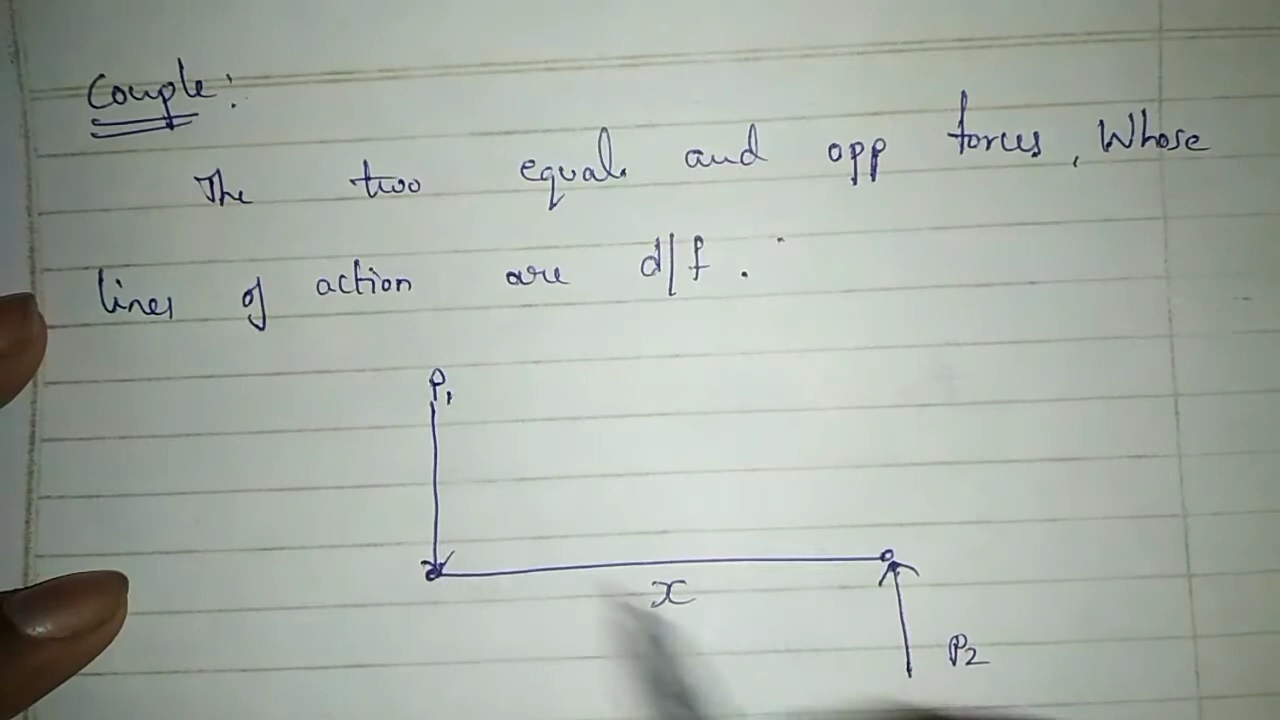 Couple:
The two equal and opp forces, Whose
lines of action are d/f.
P1
x
P2